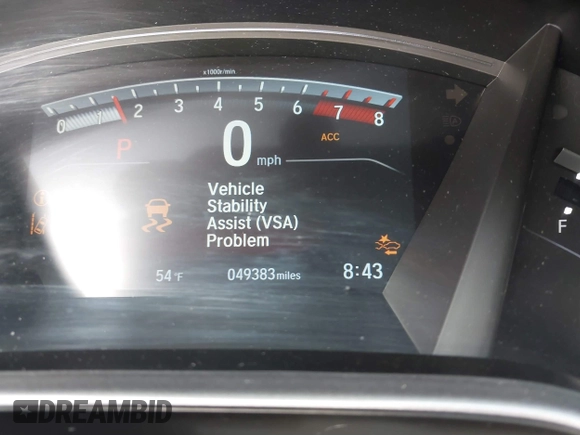 x1000r/min
0 1 2 3 4 5 6 7 8
P
0 mph
ACC
Vehicle
Stability
Assist (VSA)
Problem
54°F
049383 miles
8:43
F
DREAMBID